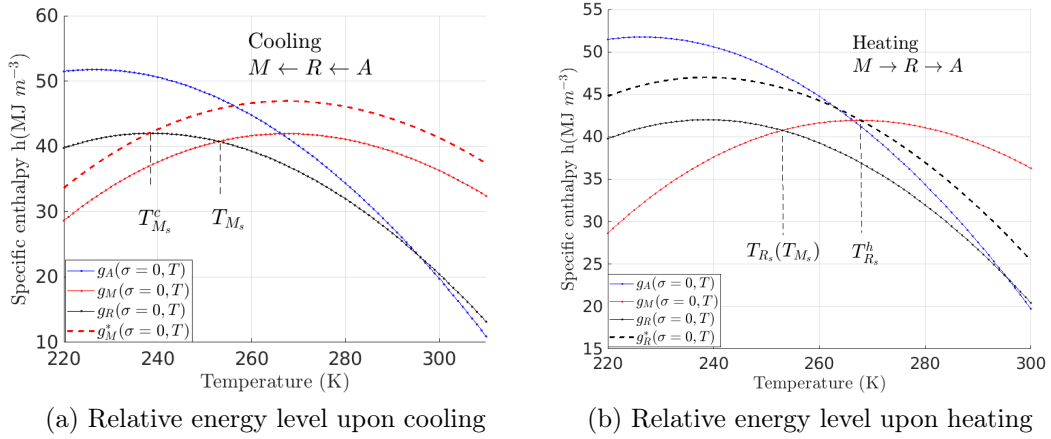 60
50
40
30
20
10
220
240
260
280
300
Specific enthalpy h(MJ m⁻³)
Temperature (K)
Cooling
M ← R ← A
T^c_{M_s}
T_{M_s}
g_A(σ = 0, T)
g_M(σ = 0, T)
g_R(σ = 0, T)
g^*_M(σ = 0, T)
(a) Relative energy level upon cooling
55
50
45
40
35
30
25
20
15
220
240
260
280
300
Specific enthalpy h(MJ m⁻³)
Temperature (K)
Heating
M → R → A
T_{R_s}(T_{M_s})
T^h_{R_s}
g_A(σ = 0, T)
g_M(σ = 0, T)
g_R(σ = 0, T)
g^*_R(σ = 0, T)
(b) Relative energy level upon heating